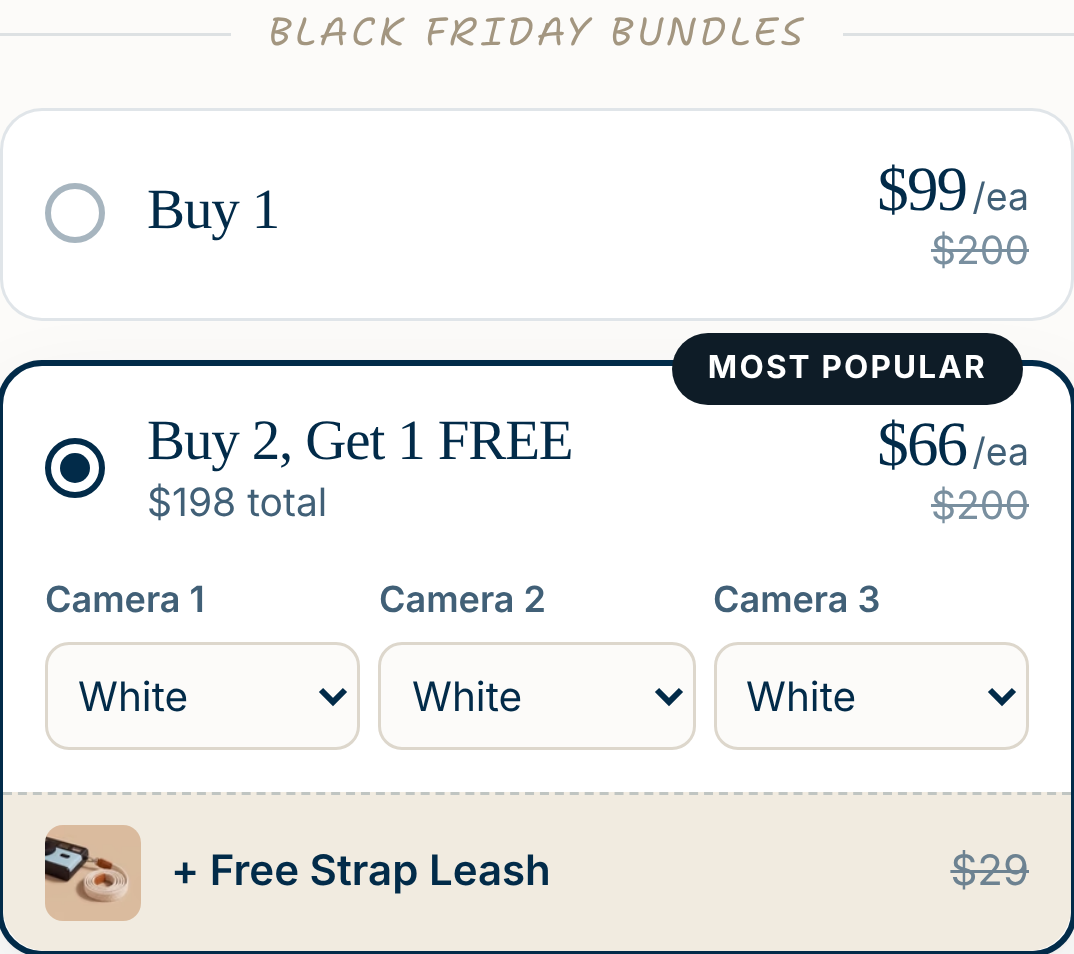 BLACK FRIDAY BUNDLES
Buy 1
$99/ea
$200
MOST POPULAR
Buy 2, Get 1 FREE
$66/ea
$198 total
$200
Camera 1 Camera 2 Camera 3
White White White
+ Free Strap Leash $29